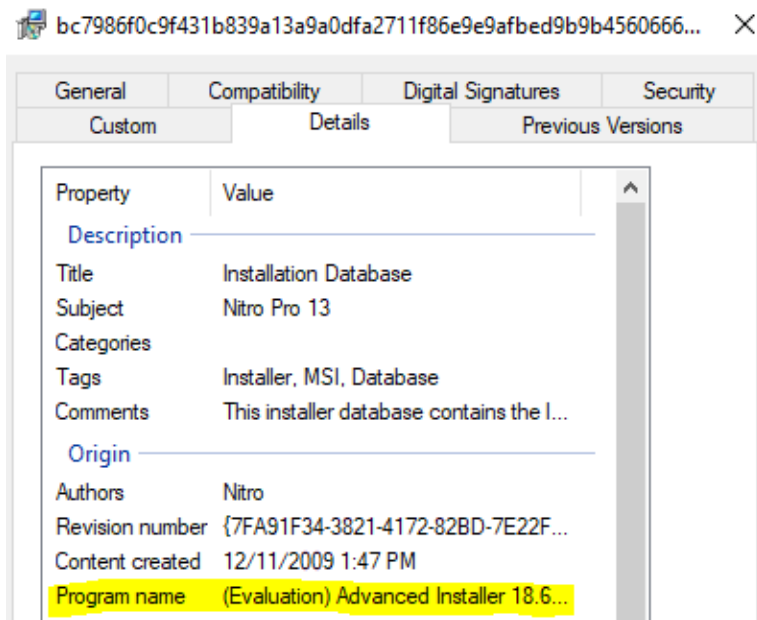 bc7986f0c9f431b839a13a9a0dfa2711f86e9e9afbed9b9b4560666...
General Compatibility Digital Signatures Security
Custom Details Previous Versions
Property Value
Description
Title Installation Database
Subject Nitro Pro 13
Categories
Tags Installer, MSI, Database
Comments This installer database contains the I...
Origin
Authors Nitro
Revision number {7FA91F34-3821-4172-82BD-7E22F...
Content created 12/11/2009 1:47 PM
Program name (Evaluation) Advanced Installer 18.6...